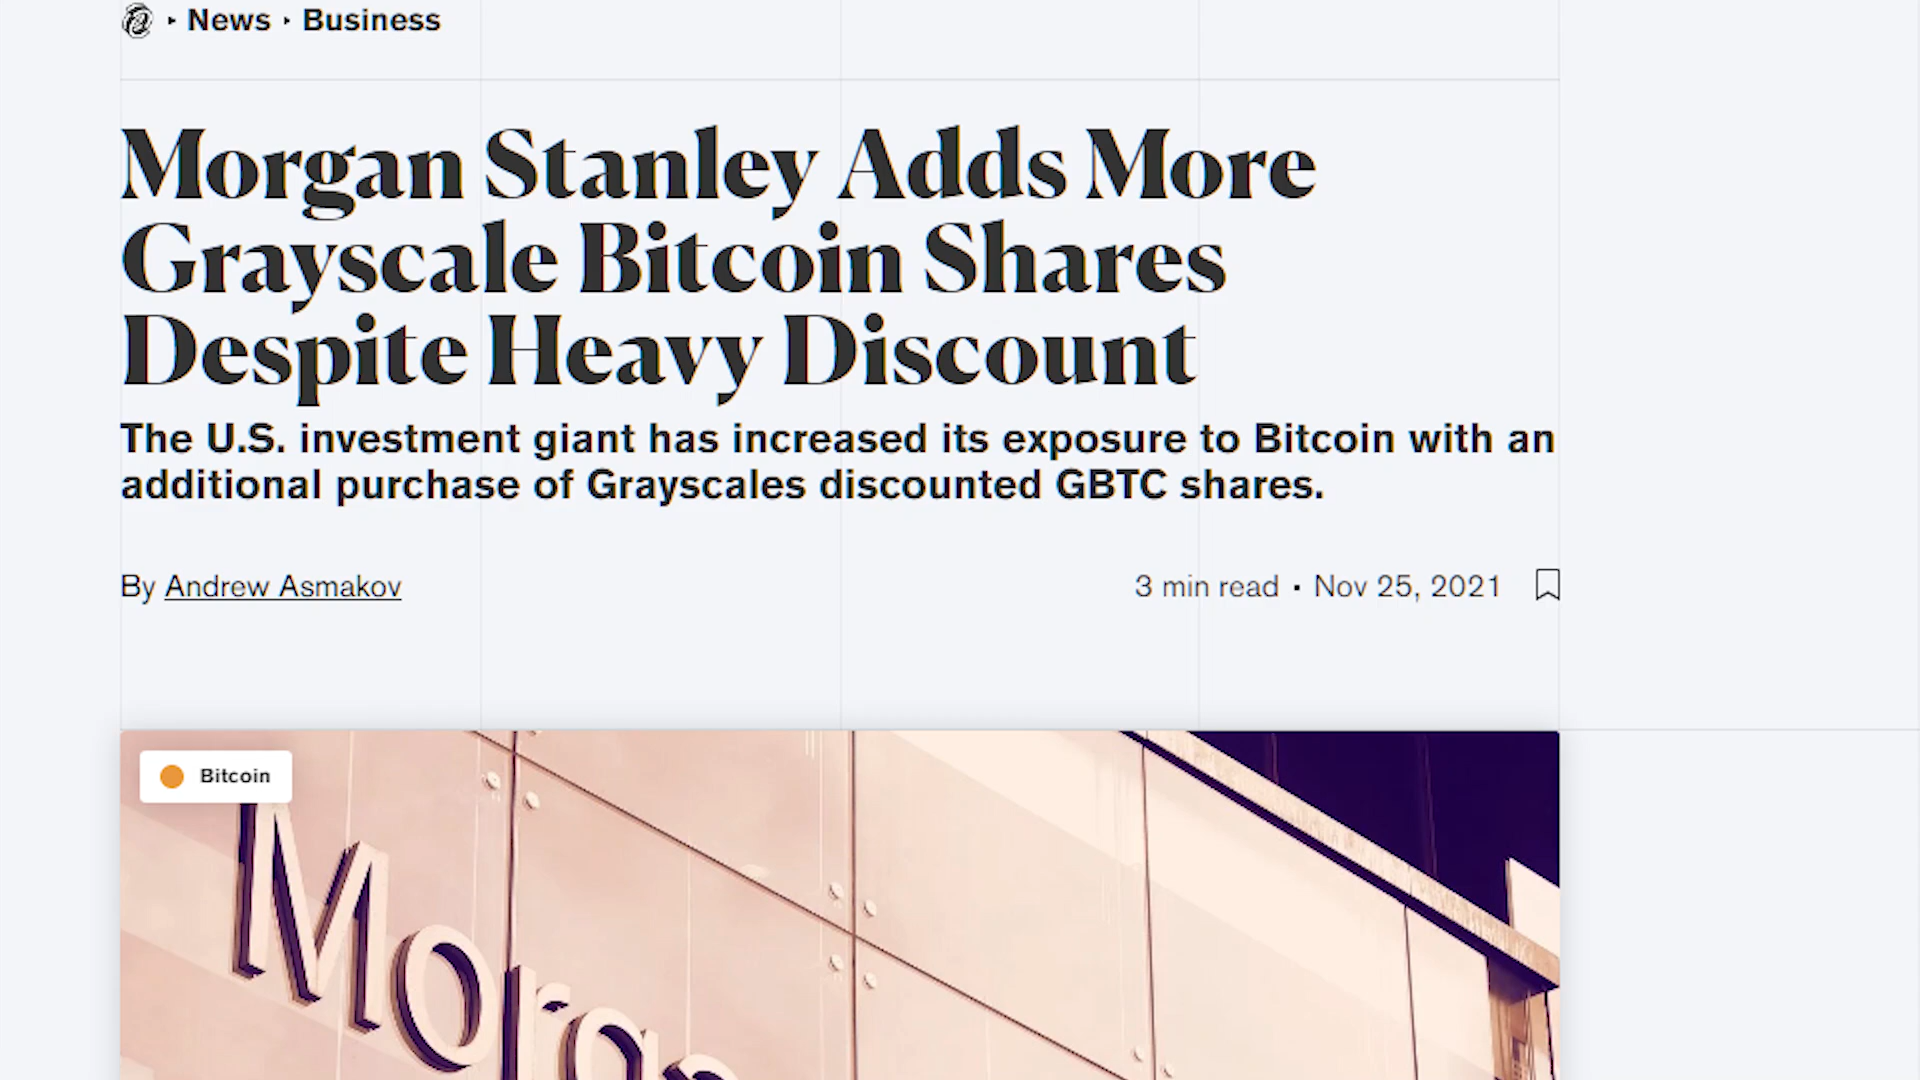 News ‣ Business
Morgan Stanley Adds More
Grayscale Bitcoin Shares
Despite Heavy Discount
The U.S. investment giant has increased its exposure to Bitcoin with an
additional purchase of Grayscales discounted GBTC shares.
By Andrew Asmakov
3 min read • Nov 25, 2021
Bitcoin
Morga